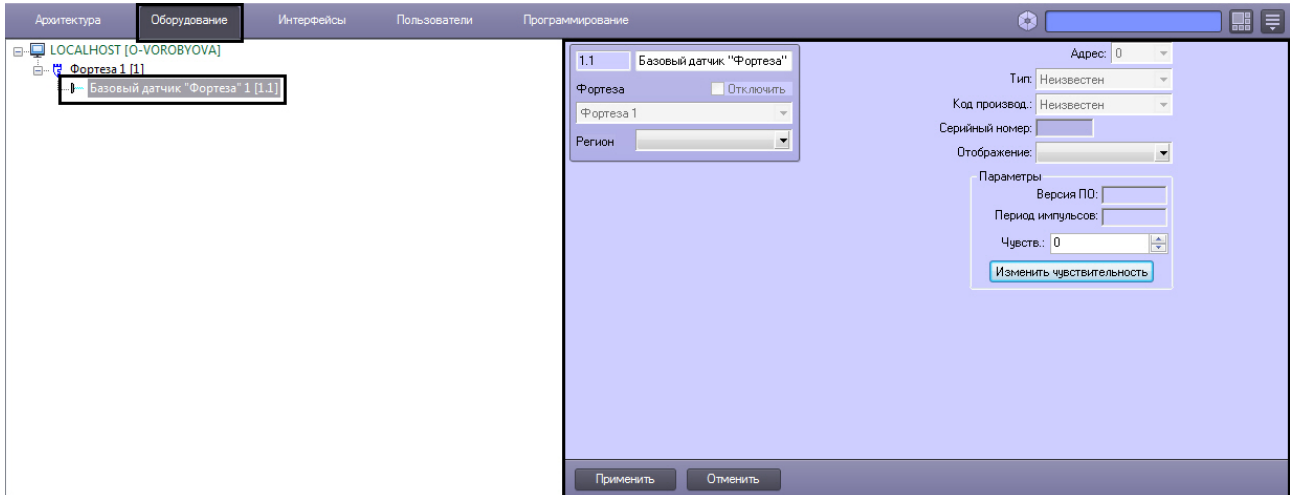 Архитектура Оборудование Интерфейсы Пользователи Программирование
LOCALHOST [O-VOROBYOVA]
Фортеза 1 [1]
Базовый датчик "Фортеза" 1 [1.1]
1.1 Базовый датчик "Фортеза"
Фортеза Отключить
Фортеза 1
Регион
Адрес: 0
Тип: Неизвестен
Код производ.: Неизвестен
Серийный номер:
Отображение:
Параметры
Версия ПО:
Период импульсов:
Чувств.: 0
Изменить чувствительность
Применить Отменить